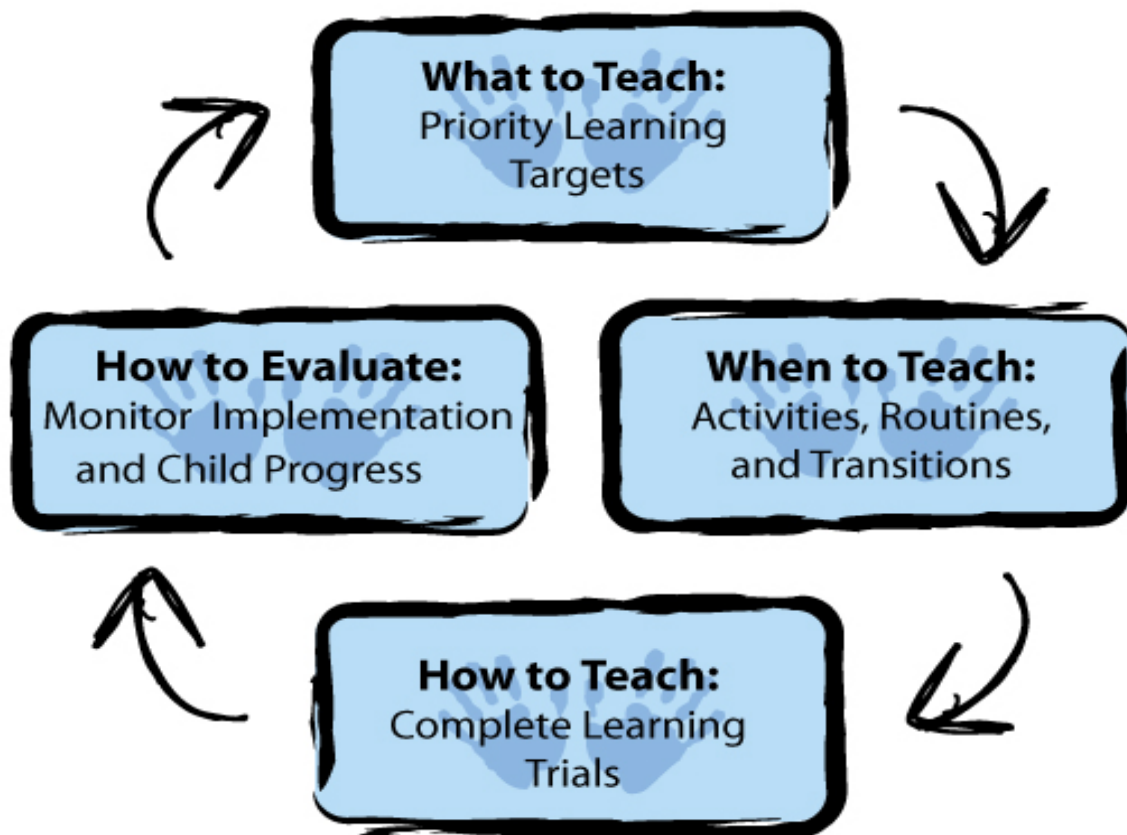 What to Teach:
Priority Learning
Targets
When to Teach:
Activities, Routines,
and Transitions
How to Teach:
Complete Learning
Trials
How to Evaluate:
Monitor Implementation
and Child Progress